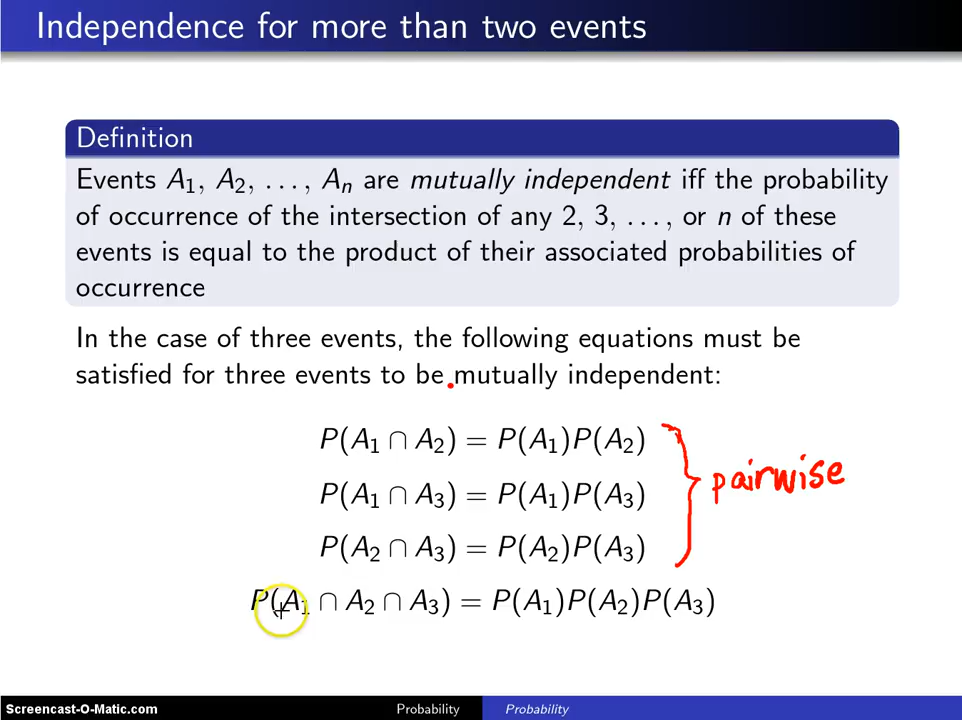 Independence for more than two events
Definition
Events A₁, A₂, ..., Aₙ are mutually independent iff the probability
of occurrence of the intersection of any 2, 3, ..., or n of these
events is equal to the product of their associated probabilities of
occurrence
In the case of three events, the following equations must be
satisfied for three events to be mutually independent:
P(A₁ ∩ A₂) = P(A₁)P(A₂)
P(A₁ ∩ A₃) = P(A₁)P(A₃)
pairwise
P(A₂ ∩ A₃) = P(A₂)P(A₃)
P(A₁ ∩ A₂ ∩ A₃) = P(A₁)P(A₂)P(A₃)
Screencast-O-Matic.com Probability Probability